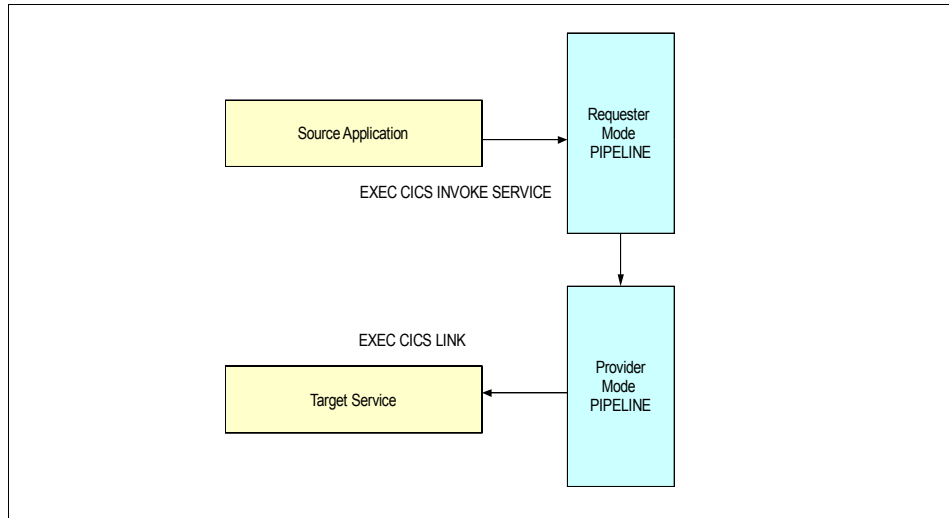 Source Application
Requester
Mode
PIPELINE
EXEC CICS INVOKE SERVICE
EXEC CICS LINK
Target Service
Provider
Mode
PIPELINE